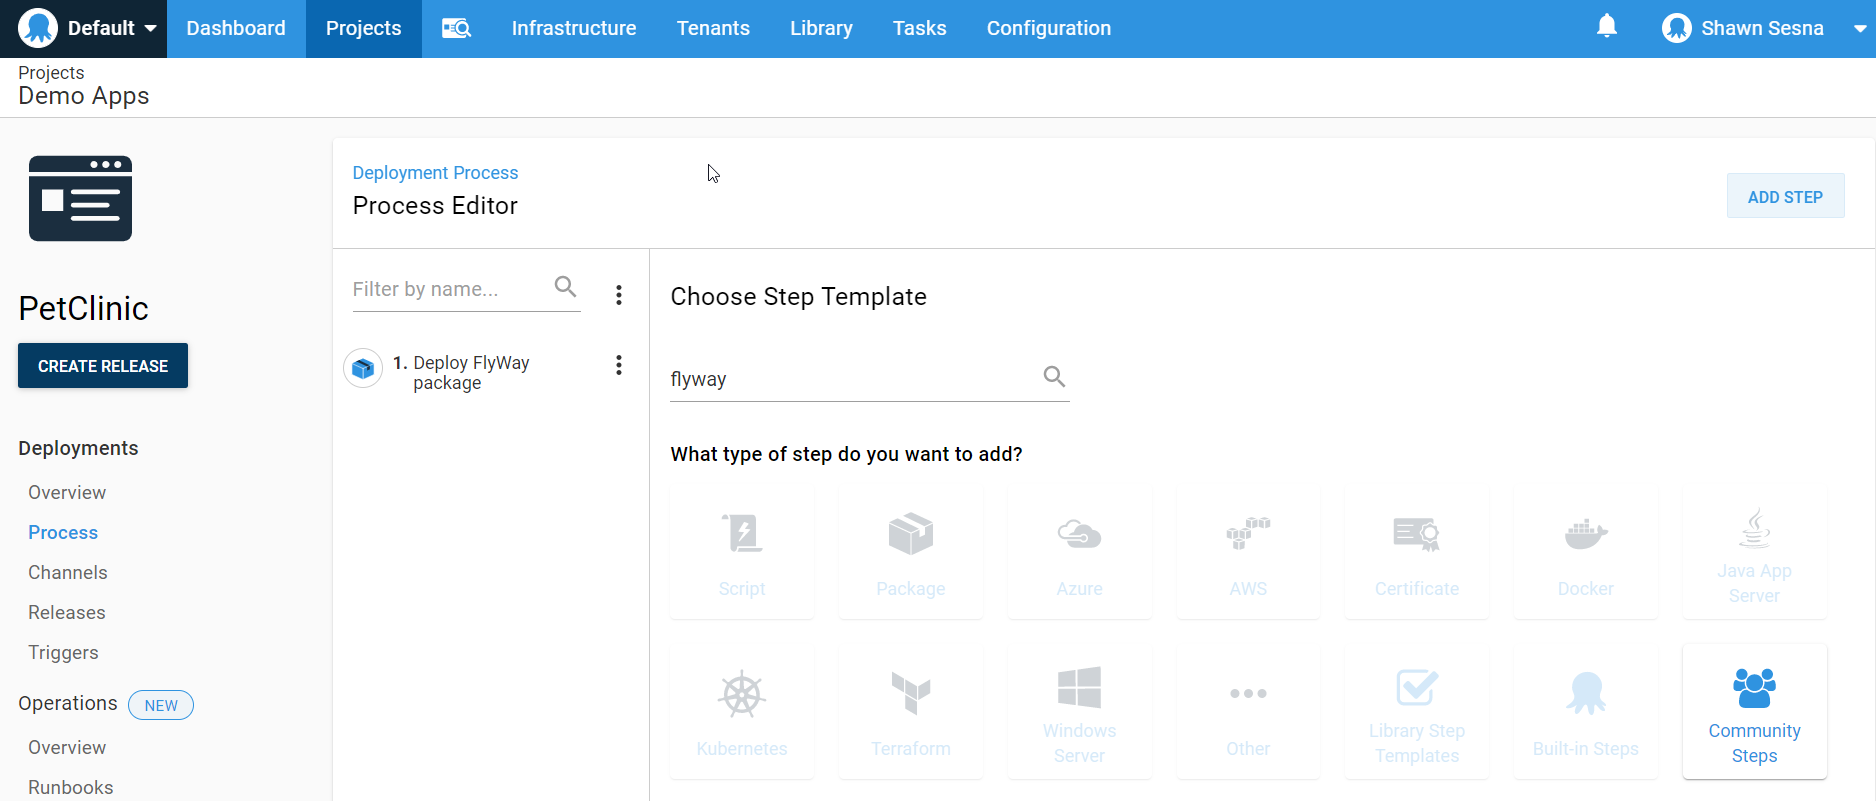 Default Dashboard Projects Infrastructure Tenants Library Tasks Configuration Shawn Sesna
Projects
Demo Apps
Deployment Process
Process Editor
ADD STEP
PetClinic
CREATE RELEASE
Deployments
Overview
Process
Channels
Releases
Triggers
Operations NEW
Overview
Runbooks
Filter by name...
1. Deploy FlyWay
package
Choose Step Template
flyway
What type of step do you want to add?
Script
Package
Azure
AWS
Certificate
Docker
Java App
Server
Kubernetes
Terraform
Windows
Server
Other
Library Step
Templates
Built-in Steps
Community
Steps